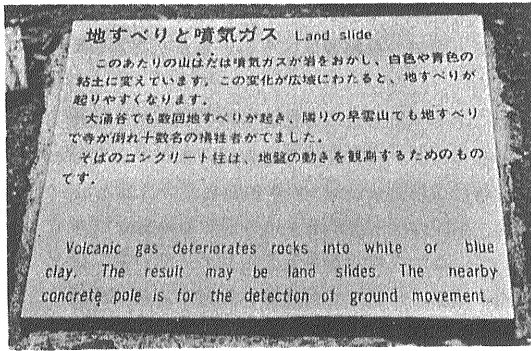 地すべりと噴気ガス Land slide
このあたりの山はだは噴気ガスが岩をおかし、白色や青色の
粘土に変えています。この変化が広域にわたると、地すべりが
起りやすくなります。
大涌谷でも数回地すべりが起き、隣りの早雲山でも地すべり
で寺が倒れ十数名の犠牲者がでました。
そばのコンクリート柱は、地盤の動きを観測するためのもの
です。
Volcanic gas deteriorates rocks into white or blue
clay. The result may be land slides. The nearby
concrete pole is for the detection of ground movement.